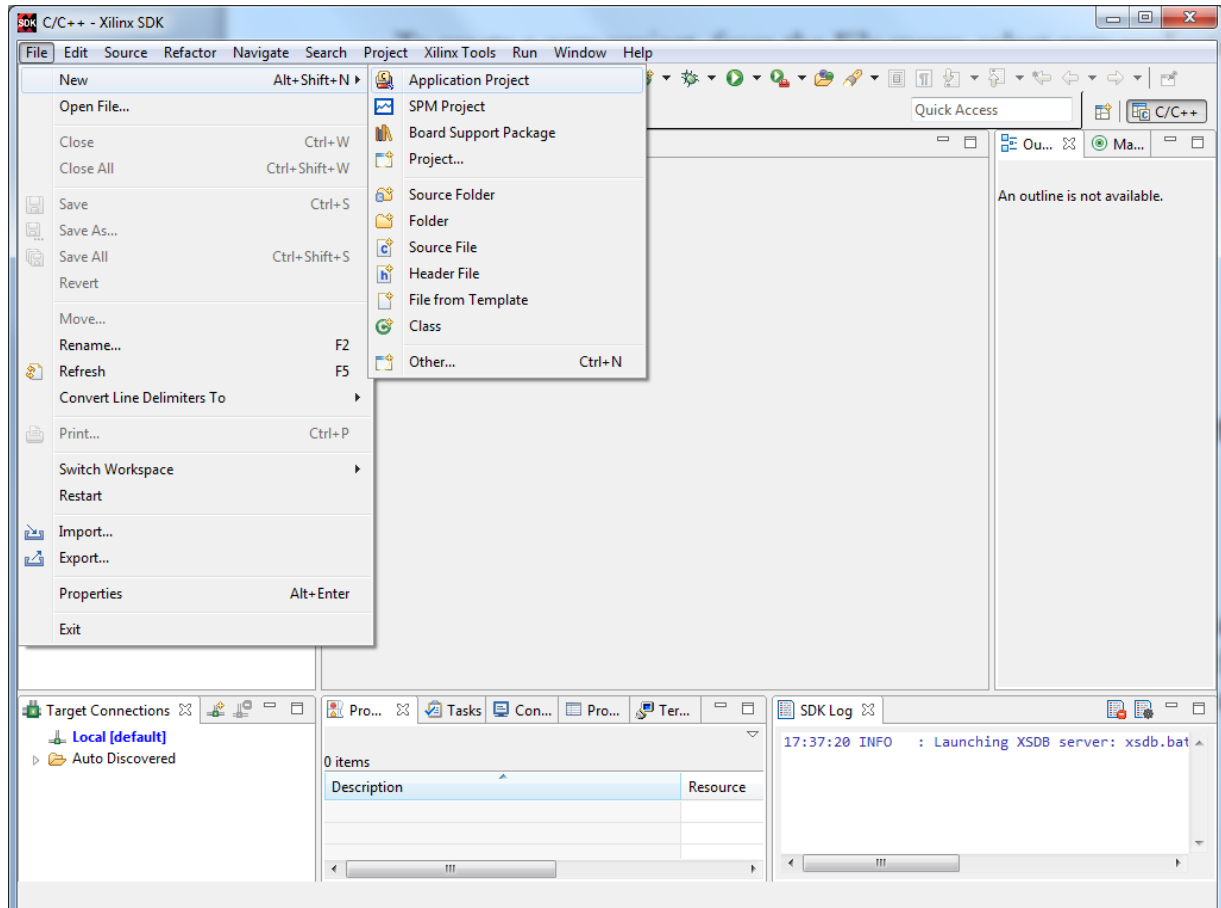 SDK C/C++ - Xilinx SDK
File Edit Source Refactor Navigate Search Project Xilinx Tools Run Window Help
New Alt+Shift+N
Open File...
Close Ctrl+W
Close All Ctrl+Shift+W
Save Ctrl+S
Save As...
Save All Ctrl+Shift+S
Revert
Move...
Rename... F2
Refresh F5
Convert Line Delimiters To
Print... Ctrl+P
Switch Workspace
Restart
Import...
Export...
Properties Alt+Enter
Exit
Application Project
SPM Project
Board Support Package
Project...
Source Folder
Folder
Source File
Header File
File from Template
Class
Other... Ctrl+N
Quick Access
C/C++
Ou... Ma...
An outline is not available.
Target Connections
Local [default]
Auto Discovered
Pro... Tasks Con... Pro... Ter...
0 items
Description Resource
SDK Log
17:37:20 INFO : Launching XSDB server: xsdb.bat